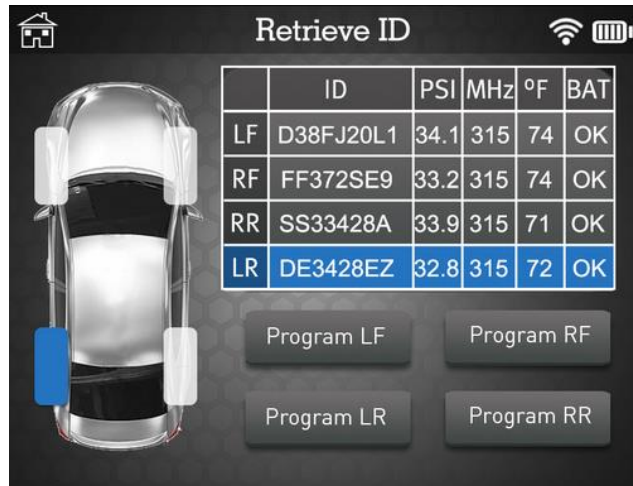 Retrieve ID
ID PSI MHz ºF BAT
LF D38FJ20L1 34.1 315 74 OK
RF FF372SE9 33.2 315 74 OK
RR SS33428A 33.9 315 71 OK
LR DE3428EZ 32.8 315 72 OK
Program LF Program RF
Program LR Program RR